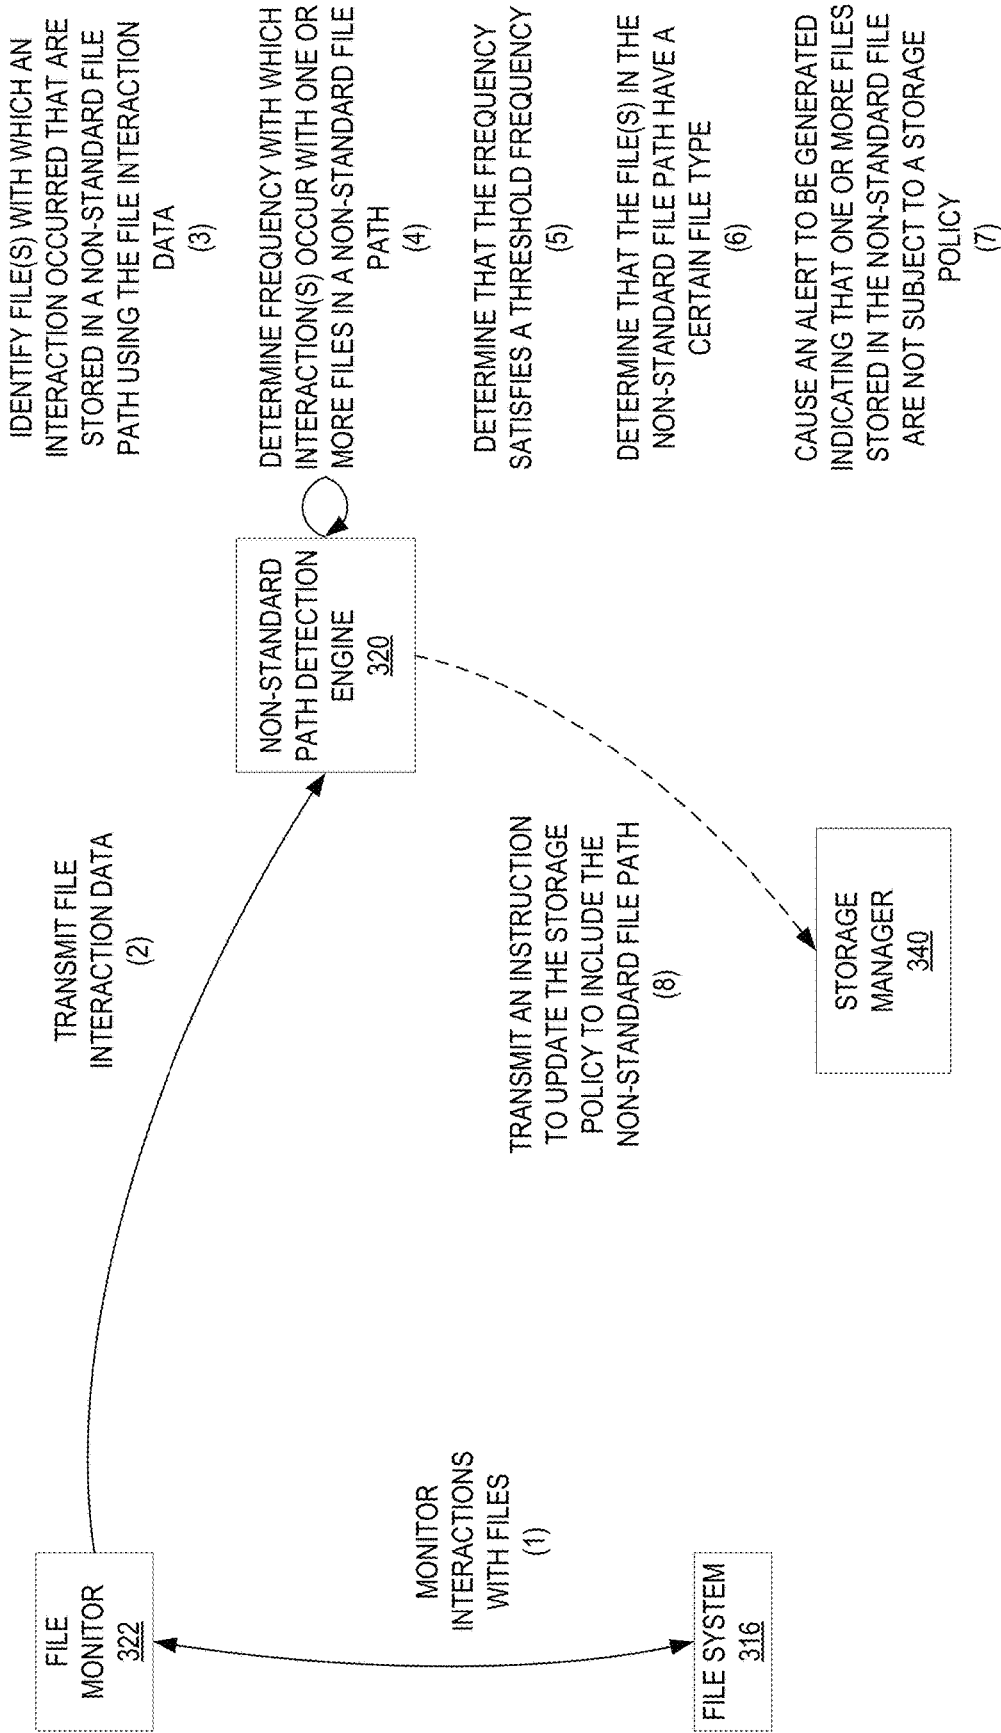 FILE
MONITOR
322
MONITOR
INTERACTIONS
WITH FILES
(1)
FILE SYSTEM
316
TRANSMIT FILE
INTERACTION DATA
(2)
NON-STANDARD
PATH DETECTION
ENGINE
320
IDENTIFY FILE(S) WITH WHICH AN
INTERACTION OCCURRED THAT ARE
STORED IN A NON-STANDARD FILE
PATH USING THE FILE INTERACTION
DATA
(3)
DETERMINE FREQUENCY WITH WHICH
INTERACTION(S) OCCUR WITH ONE OR
MORE FILES IN A NON-STANDARD FILE
PATH
(4)
DETERMINE THAT THE FREQUENCY
SATISFIES A THRESHOLD FREQUENCY
(5)
DETERMINE THAT THE FILE(S) IN THE
NON-STANDARD FILE PATH HAVE A
CERTAIN FILE TYPE
(6)
CAUSE AN ALERT TO BE GENERATED
INDICATING THAT ONE OR MORE FILES
STORED IN THE NON-STANDARD FILE
ARE NOT SUBJECT TO A STORAGE
POLICY
(7)
TRANSMIT AN INSTRUCTION
TO UPDATE THE STORAGE
POLICY TO INCLUDE THE
NON-STANDARD FILE PATH
(8)
STORAGE
MANAGER
340